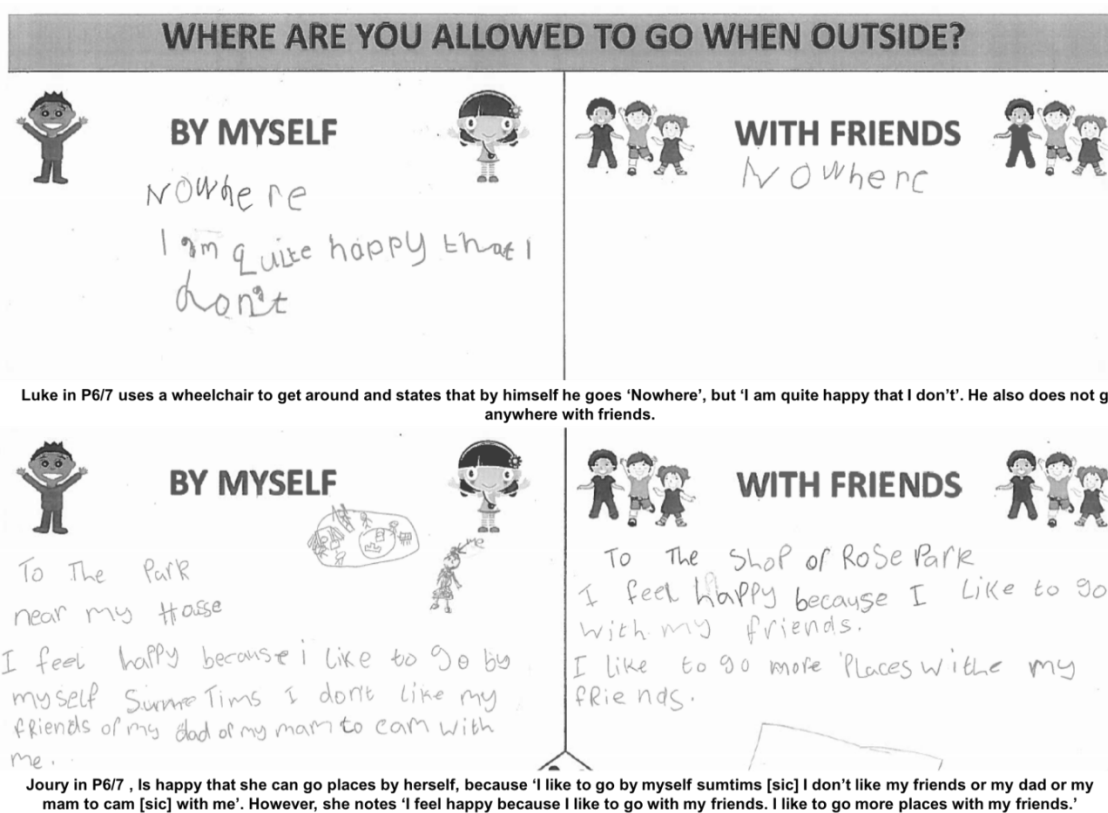 WHERE ARE YOU ALLOWED TO GO WHEN OUTSIDE?
BY MYSELF
Nowhere
I am quite happy that I
don't
WITH FRIENDS
Nowhere
Luke in P6/7 uses a wheelchair to get around and states that by himself he goes ‘Nowhere’, but ‘I am quite happy that I don’t’. He also does not g
anywhere with friends.
BY MYSELF
me
To The Park
near my Hosse
I feel happy because i like to go by
myself SumeTims I don't like my
friends of my dad of my mam to cam with
me.
WITH FRIENDS
To The Shop or Rose Park
I feel happy because I Like to go
with my friends.
I like to go more Places withe my
fRiends.
Joury in P6/7 , Is happy that she can go places by herself, because ‘I like to go by myself sumtims [sic] I don’t like my friends or my dad or my
mam to cam [sic] with me’. However, she notes ‘I feel happy because I like to go with my friends. I like to go more places with my friends.’